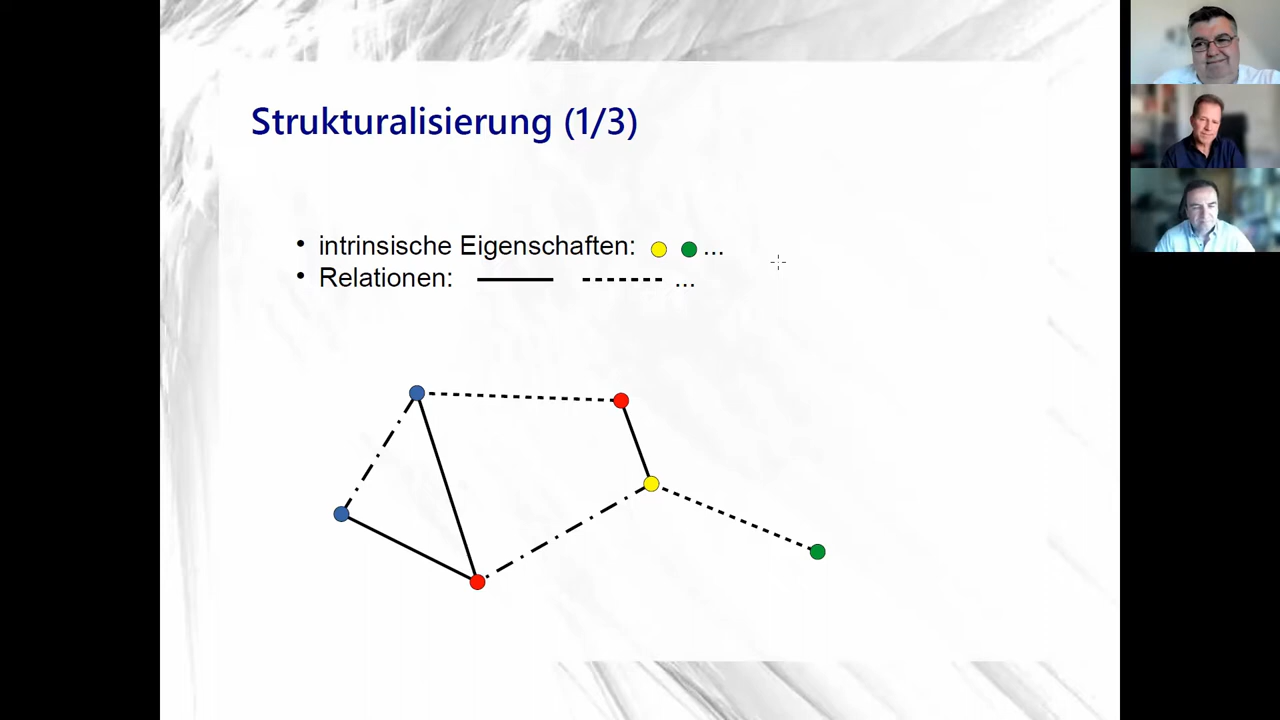 Strukturalisierung (1/3)
• intrinsische Eigenschaften: ...
• Relationen: ...